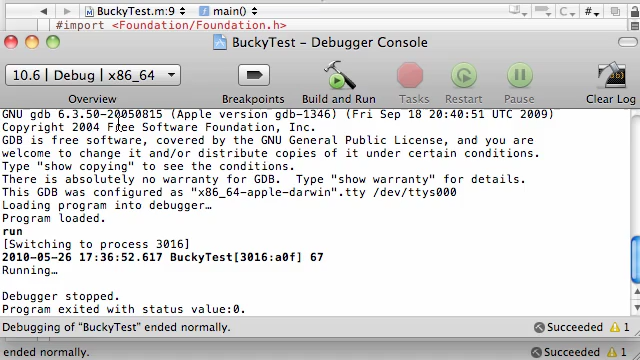 BuckyTest.m:9 main() C #
#import <Foundation/Foundation.h>
BuckyTest – Debugger Console
10.6 | Debug | x86_64
Overview Breakpoints Build and Run Tasks Restart Pause Clear Log
GNU gdb 6.3.50-20050815 (Apple version gdb-1346) (Fri Sep 18 20:40:51 UTC 2009)
Copyright 2004 Free Software Foundation, Inc.
GDB is free software, covered by the GNU General Public License, and you are
welcome to change it and/or distribute copies of it under certain conditions.
Type "show copying" to see the conditions.
There is absolutely no warranty for GDB.  Type "show warranty" for details.
This GDB was configured as "x86_64-apple-darwin".tty /dev/ttys000
Loading program into debugger…
Program loaded.
run
[Switching to process 3016]
2010-05-26 17:36:52.617 BuckyTest[3016:a0f] 67
Running…
Debugger stopped.
Program exited with status value:0.
Debugging of “BuckyTest” ended normally. Succeeded 1
ended normally. Succeeded 1